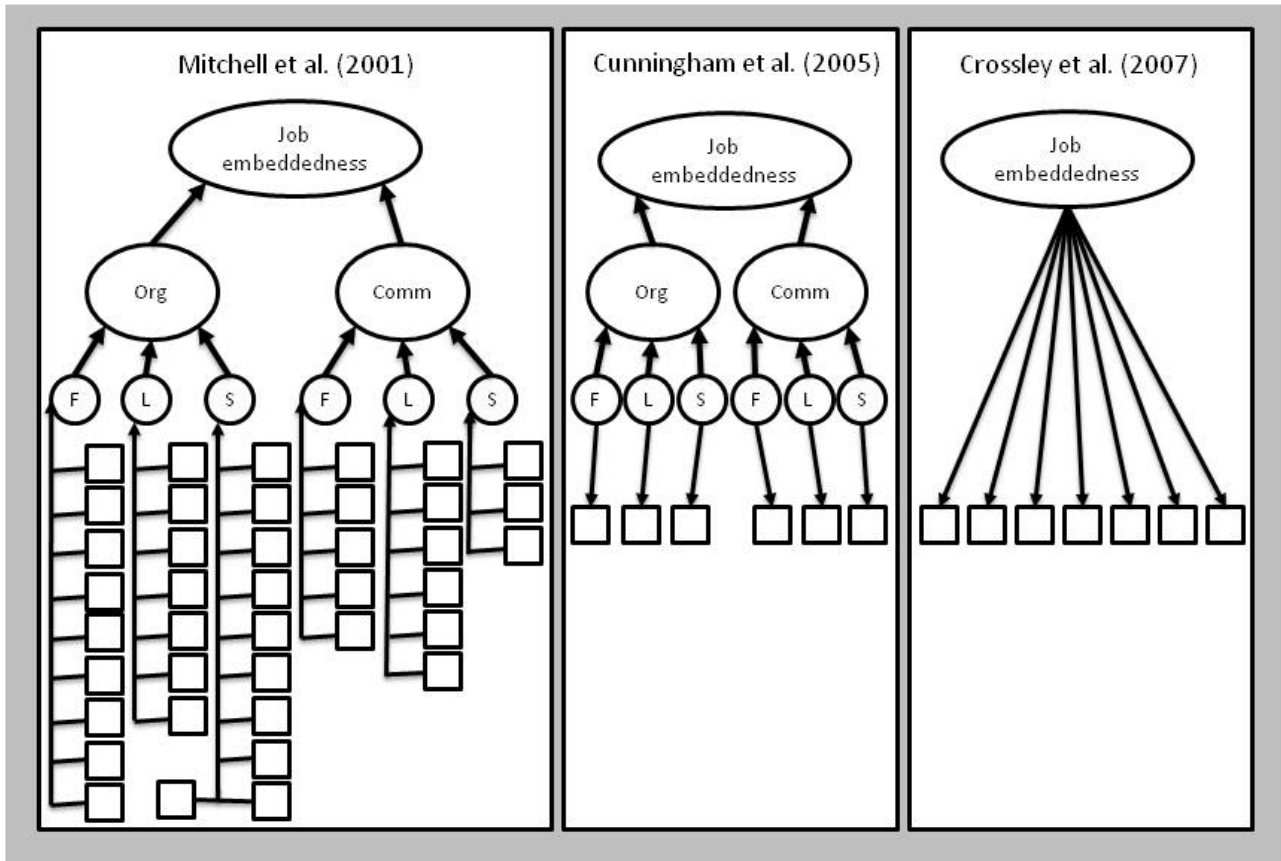 Mitchell et al. (2001)
Job
embeddedness
Org
Comm
F
L
S
F
L
S
Cunningham et al. (2005)
Job
embeddedness
Org
Comm
F
L
S
F
L
S
Crossley et al. (2007)
Job
embeddedness